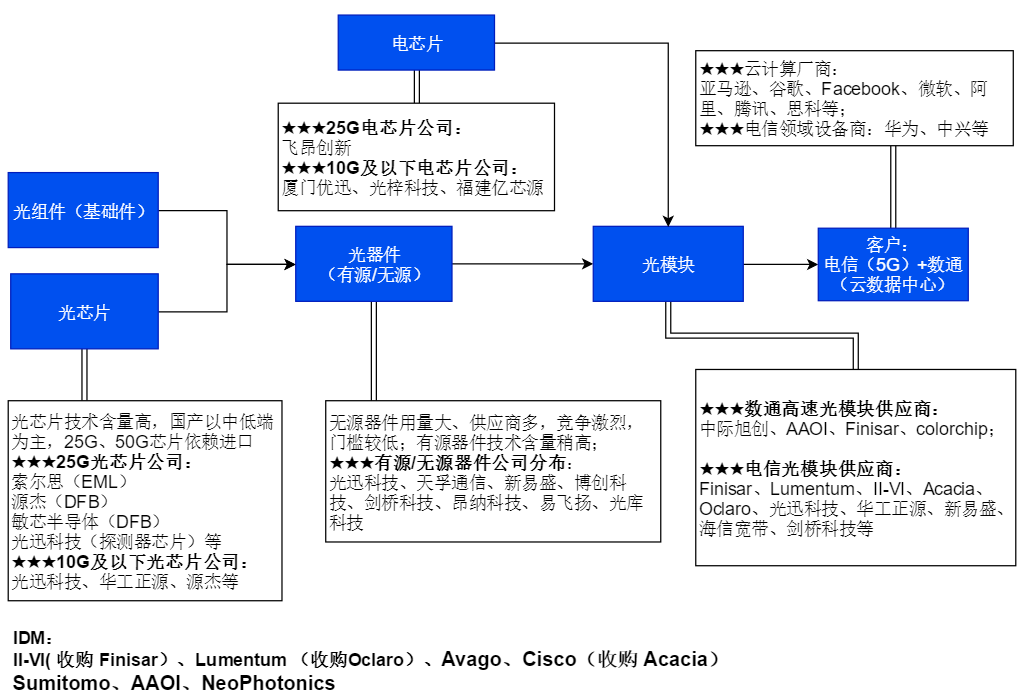 电芯片
★★★25G电芯片公司：
飞昂创新
★★★10G及以下电芯片公司：
厦门优迅、光梓科技、福建亿芯源
★★★云计算厂商：
亚马逊、谷歌、Facebook、微软、阿
里、腾讯、思科等；
★★★电信领域设备商：华为、中兴等
光组件（基础件）
光芯片
光器件
（有源/无源）
光模块
客户：
电信（5G）+数通
（云数据中心）
光芯片技术含量高，国产以中低端
为主，25G、50G芯片依赖进口
★★★25G光芯片公司：
索尔思（EML）
源杰（DFB）
敏芯半导体（DFB）
光迅科技（探测器芯片）等
★★★10G及以下光芯片公司：
光迅科技、华工正源、源杰等
无源器件用量大、供应商多，竞争激烈，
门槛较低；有源器件技术含量稍高；
★★★有源/无源器件公司分布：
光迅科技、天孚通信、新易盛、博创科
技、剑桥科技、昂纳科技、易飞扬、光库
科技
★★★数通高速光模块供应商：
中际旭创、AAOI、Finisar、colorchip；
★★★电信光模块供应商：
Finisar、Lumentum、II-VI、Acacia、
Oclaro、光迅科技、华工正源、新易盛、
海信宽带、剑桥科技等
IDM：
II-VI( 收购 Finisar）、Lumentum （收购Oclaro）、Avago、Cisco（收购 Acacia）
Sumitomo、AAOI、NeoPhotonics